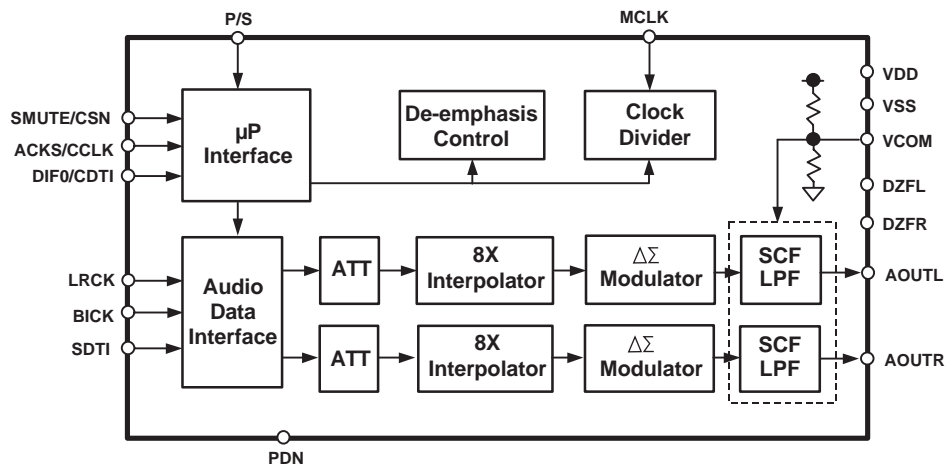 P/S
MCLK
SMUTE/CSN
ACKS/CCLK
DIF0/CDTI
µP
Interface
De-emphasis
Control
Clock
Divider
VDD
VSS
VCOM
DZFL
DZFR
LRCK
BICK
SDTI
Audio
Data
Interface
ATT
8X
Interpolator
ΔΣ
Modulator
SCF
LPF
AOUTL
ATT
8X
Interpolator
ΔΣ
Modulator
SCF
LPF
AOUTR
PDN